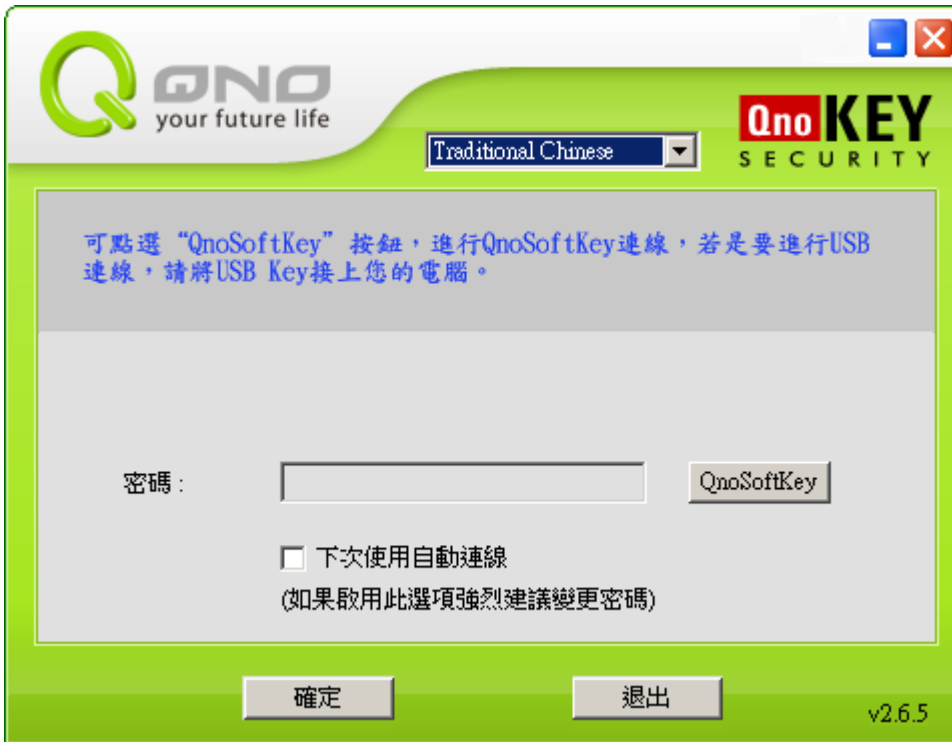 QNO
your future life
Traditional Chinese
Qno KEY
SECURITY
可點選“QnoSoftKey”按鈕，進行QnoSoftKey連線，若是要進行USB
連線，請將USB Key接上您的電腦。
密碼 :
QnoSoftKey
下次使用自動連線
(如果啟用此選項強烈建議變更密碼)
確定
退出
v2.6.5